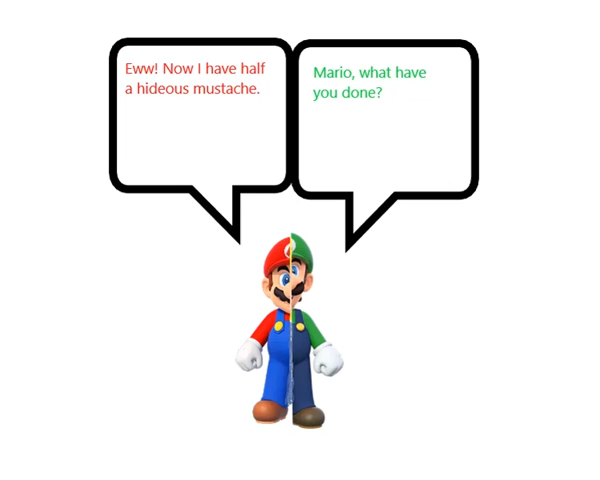 Eww! Now I have half
a hideous mustache.
Mario, what have
you done?